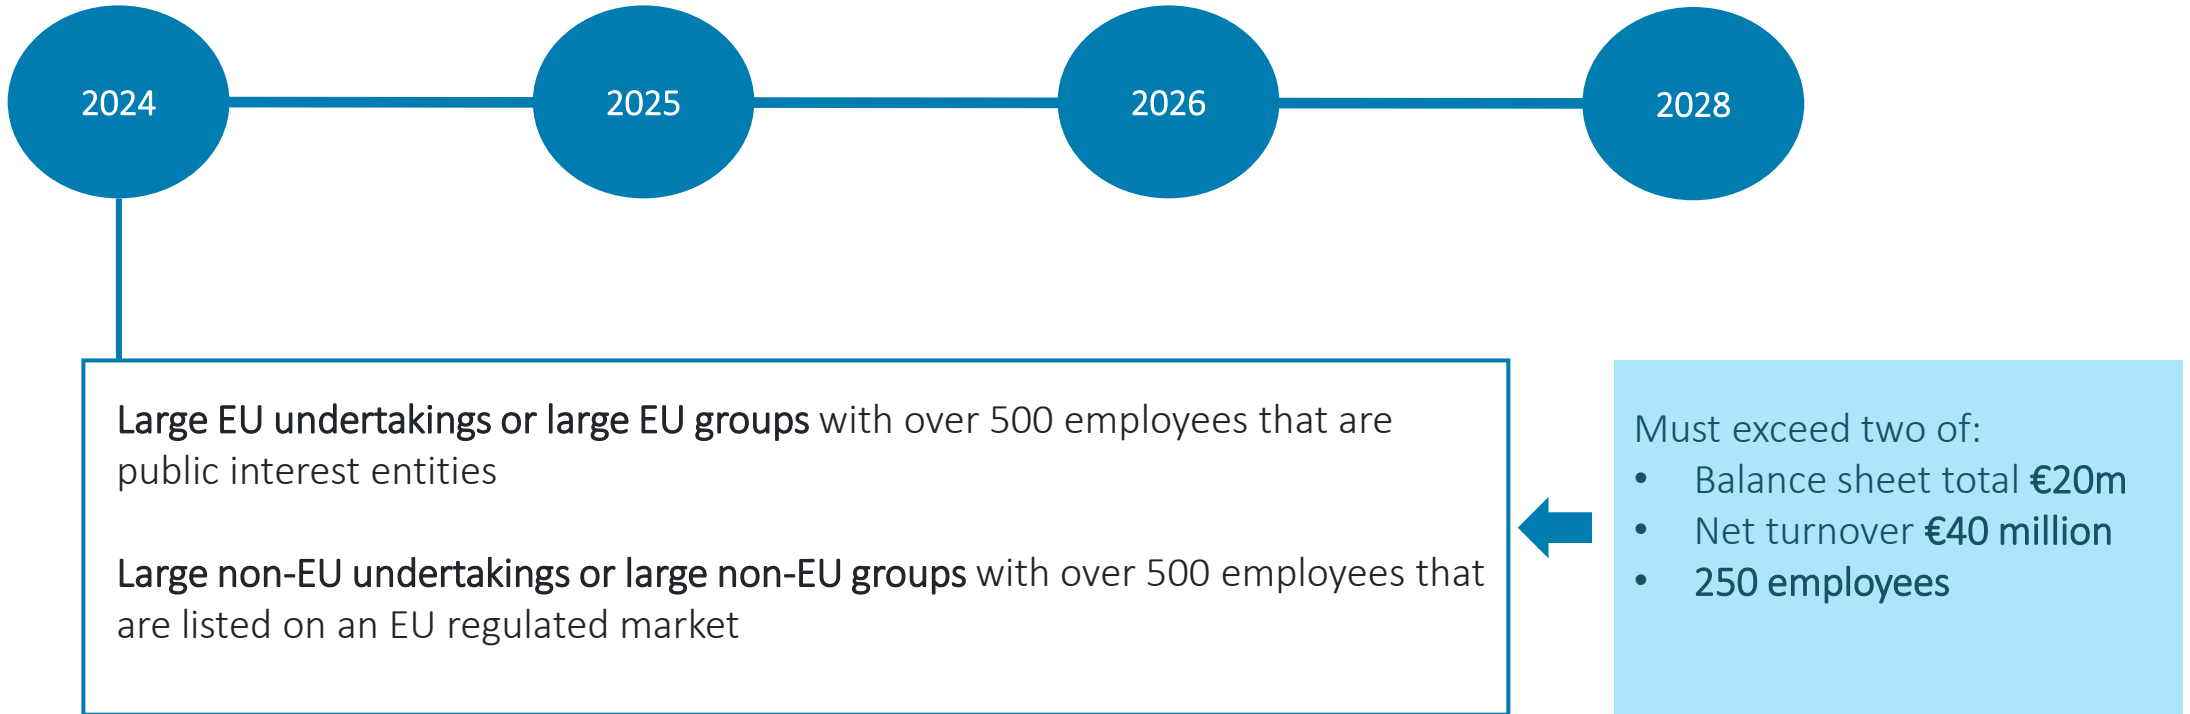 2024
2025
2026
2028
Large EU undertakings or large EU groups with over 500 employees that are
public interest entities
Large non-EU undertakings or large non-EU groups with over 500 employees that
are listed on an EU regulated market
Must exceed two of:
• Balance sheet total €20m
• Net turnover €40 million
• 250 employees